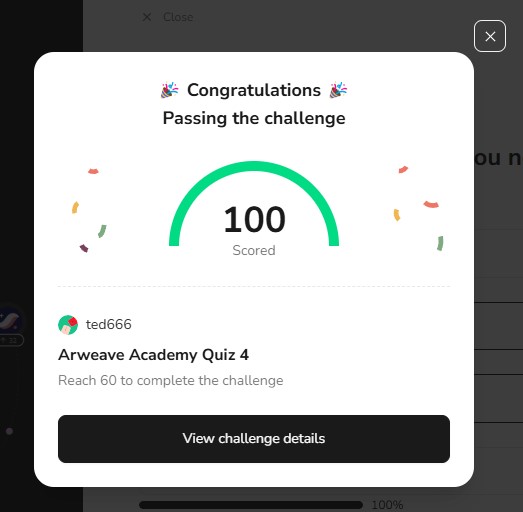 Close
Congratulations
Passing the challenge
ou n
100
Scored
ted666
Arweave Academy Quiz 4
Reach 60 to complete the challenge
View challenge details
100%